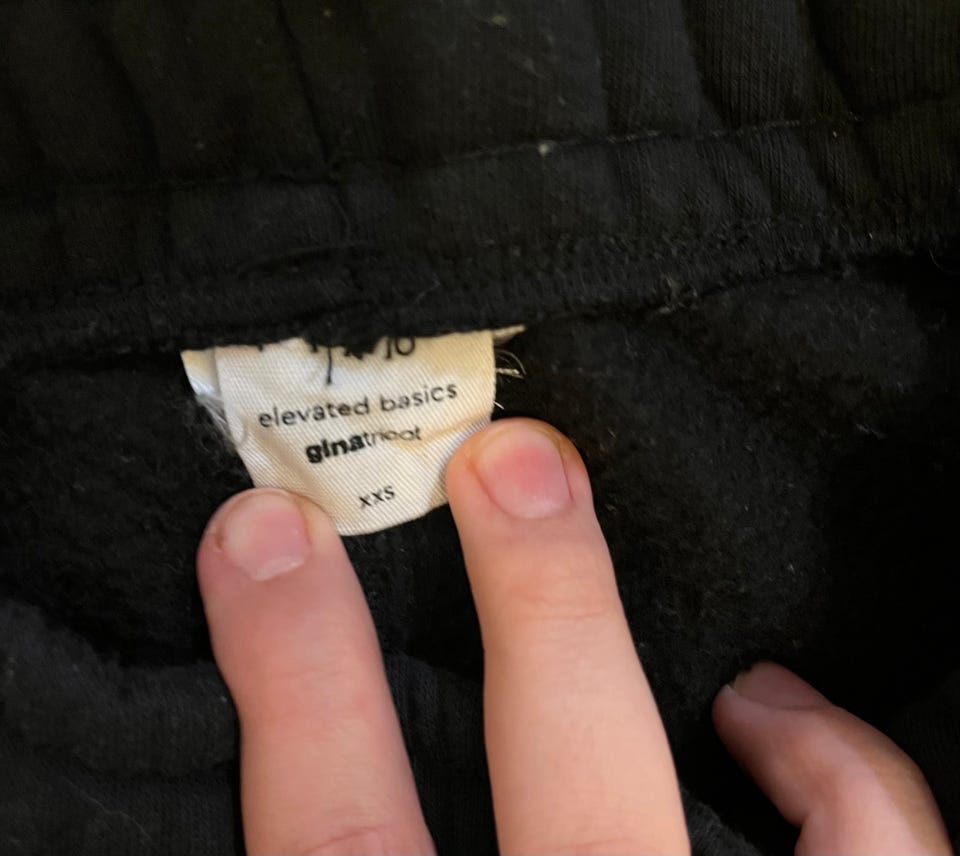 elevated basics
ginatricot
xxs